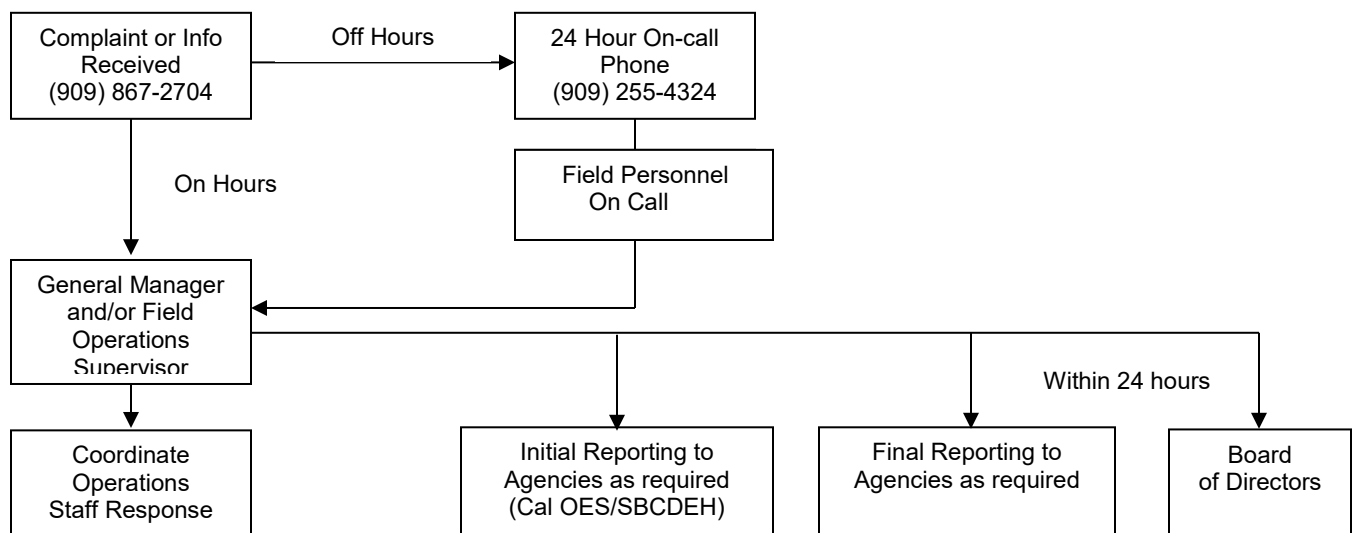 Complaint or Info
Received
(909) 867-2704
Off Hours
24 Hour On-call
Phone
(909) 255-4324
On Hours
Field Personnel
On Call
General Manager
and/or Field
Operations
Supervisor
Within 24 hours
Coordinate
Operations
Staff Response
Initial Reporting to
Agencies as required
(Cal OES/SBCDEH)
Final Reporting to
Agencies as required
Board
of Directors